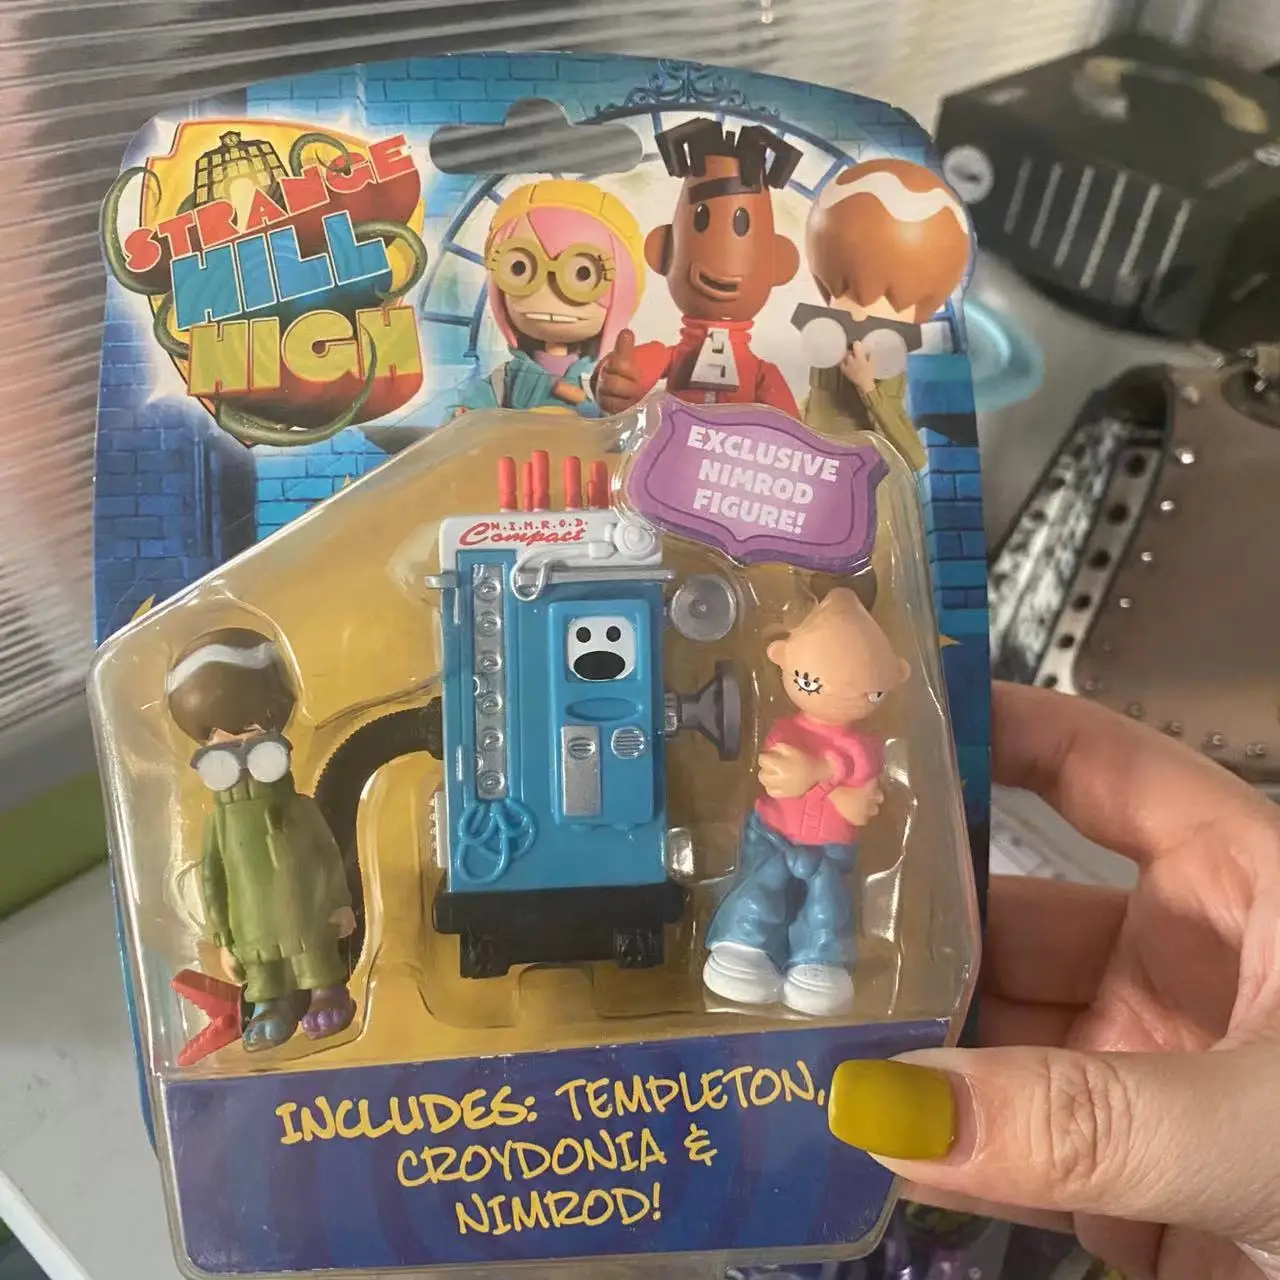 STRANGE
HILL
HIGH
EXCLUSIVE
NIMROD
FIGURE!
N.I.M.R.O.D.
Compact
INCLUDES: TEMPLETON,
CROYDONIA &
NIMROD!